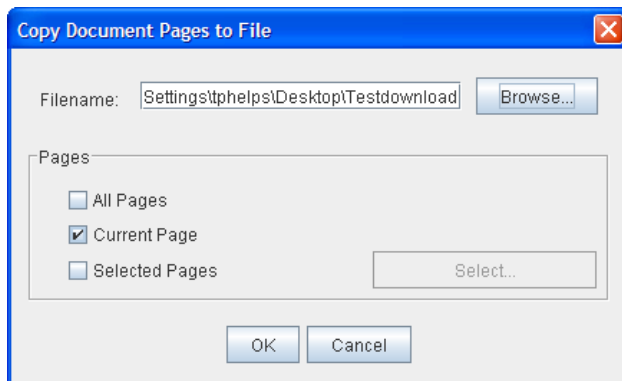 Copy Document Pages to File
Filename: Settings\tphelps\Desktop\Testdownload Browse...
Pages
All Pages
Current Page
Selected Pages Select...
OK Cancel